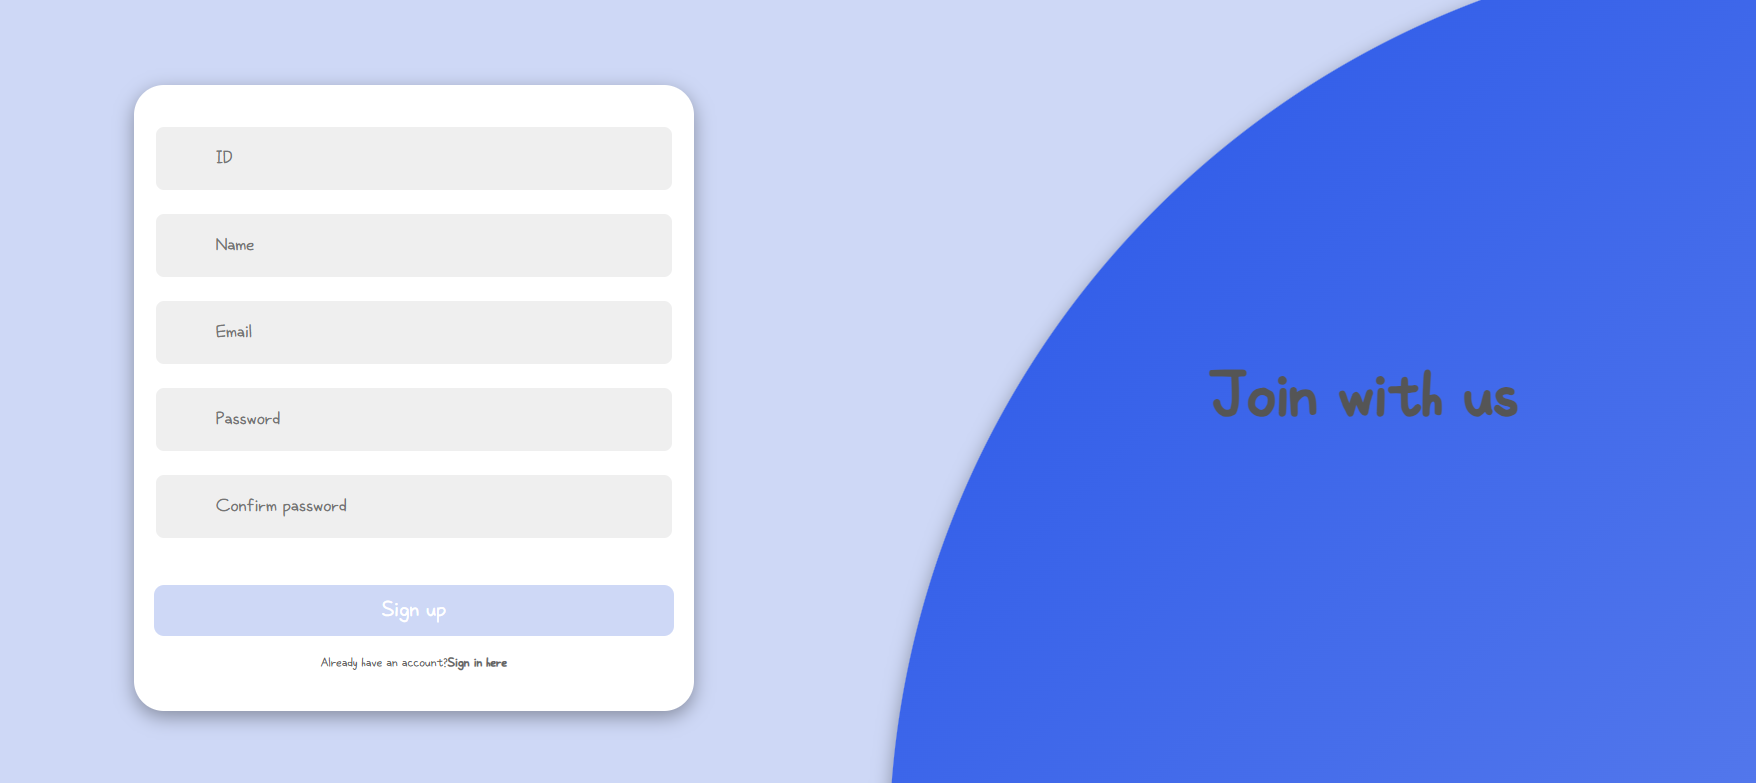 ID
Name
Email
Password
Confirm password
Sign up
Already have an account?Sign in here
Join with us